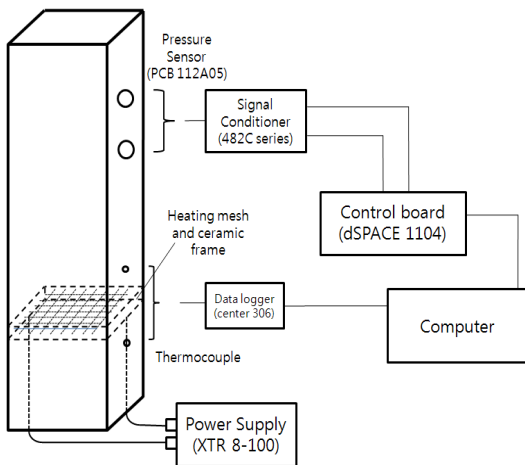 Pressure
Sensor
(PCB 112A05)
Signal
Conditioner
(482C series)
Control board
(dSPACE 1104)
Heating mesh
and ceramic
frame
Data logger
(center 306)
Computer
Thermocouple
Power Supply
(XTR 8-100)